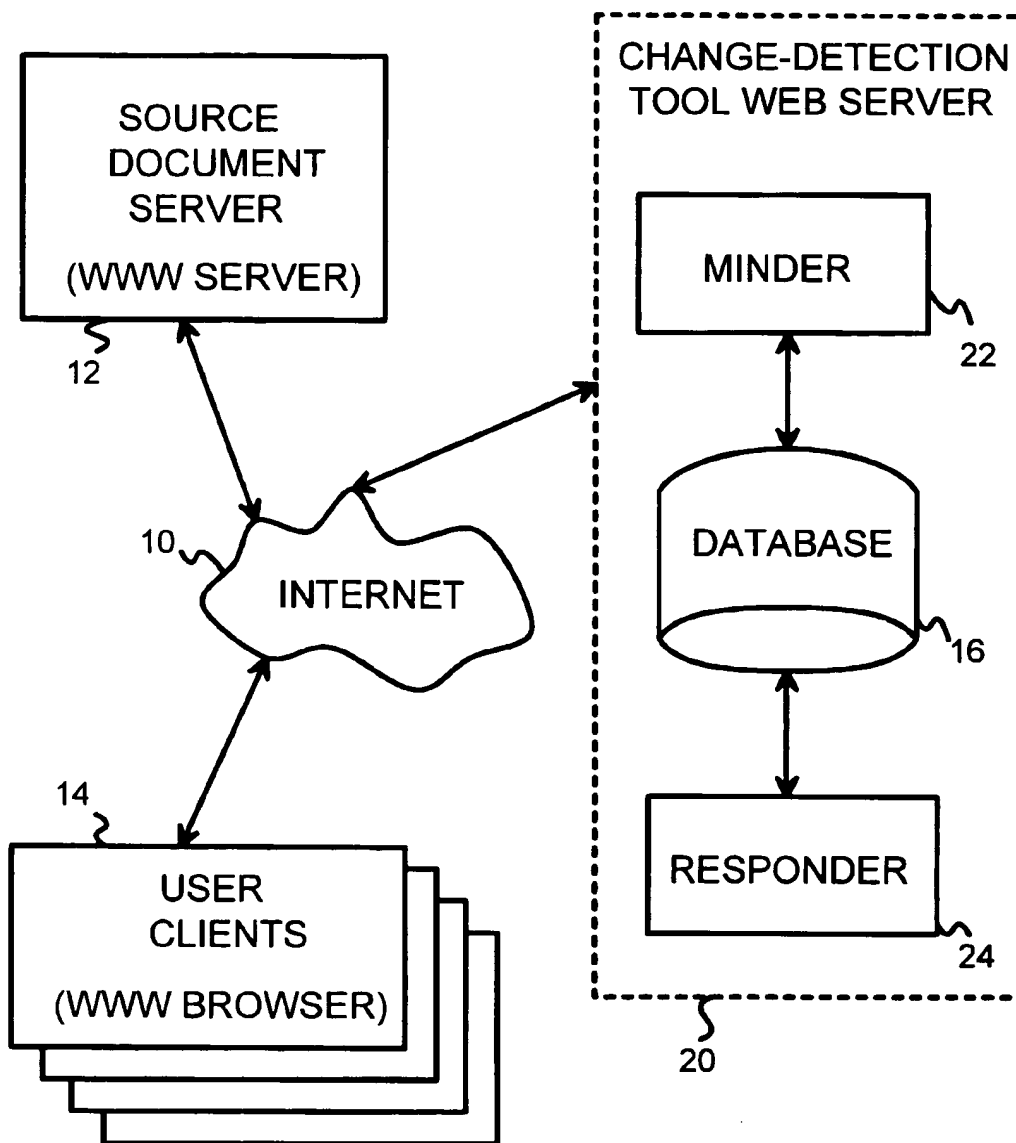 SOURCE
DOCUMENT
SERVER
(WWW SERVER)
12
CHANGE-DETECTION
TOOL WEB SERVER
MINDER
22
10
INTERNET
DATABASE
16
14
USER
CLIENTS
(WWW BROWSER)
RESPONDER
24
20